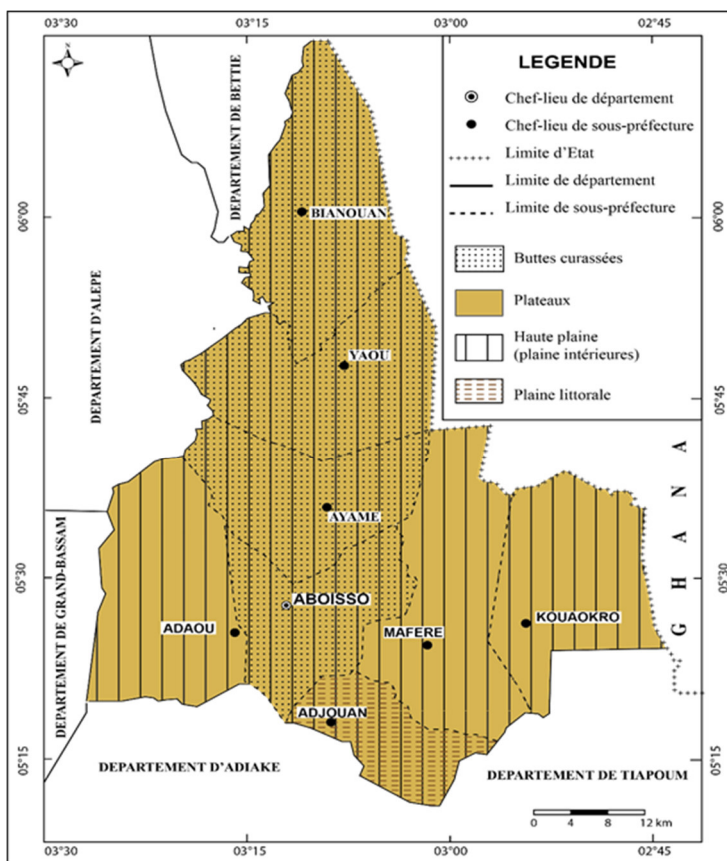 03°30
03°15
03°00
02°45
N
DEPARTEMENT DE BETTIE
LEGENDE
Chef-lieu de département
Chef-lieu de sous-préfecture
Limite d'Etat
Limite de département
Limite de sous-préfecture
Buttes curassées
Plateaux
Haute plaine
(plaine intérieures)
Plaine littorale
06°00
06°00
BIANOUAN
DEPARTEMENT D'ALEPE
YAOU
05°45
05°45
AYAME
GHANA
05°30
05°30
ABOISSO
ADAOU
MAFERE
KOUAOKRO
DEPARTEMENT DE GRAND-BASSAM
ADJOUAN
05°15
05°15
DEPARTEMENT D'ADIAKE
DEPARTEMENT DE TIAPOUM
0 4 8 12 km
03°30
03°15
03°00
02°45